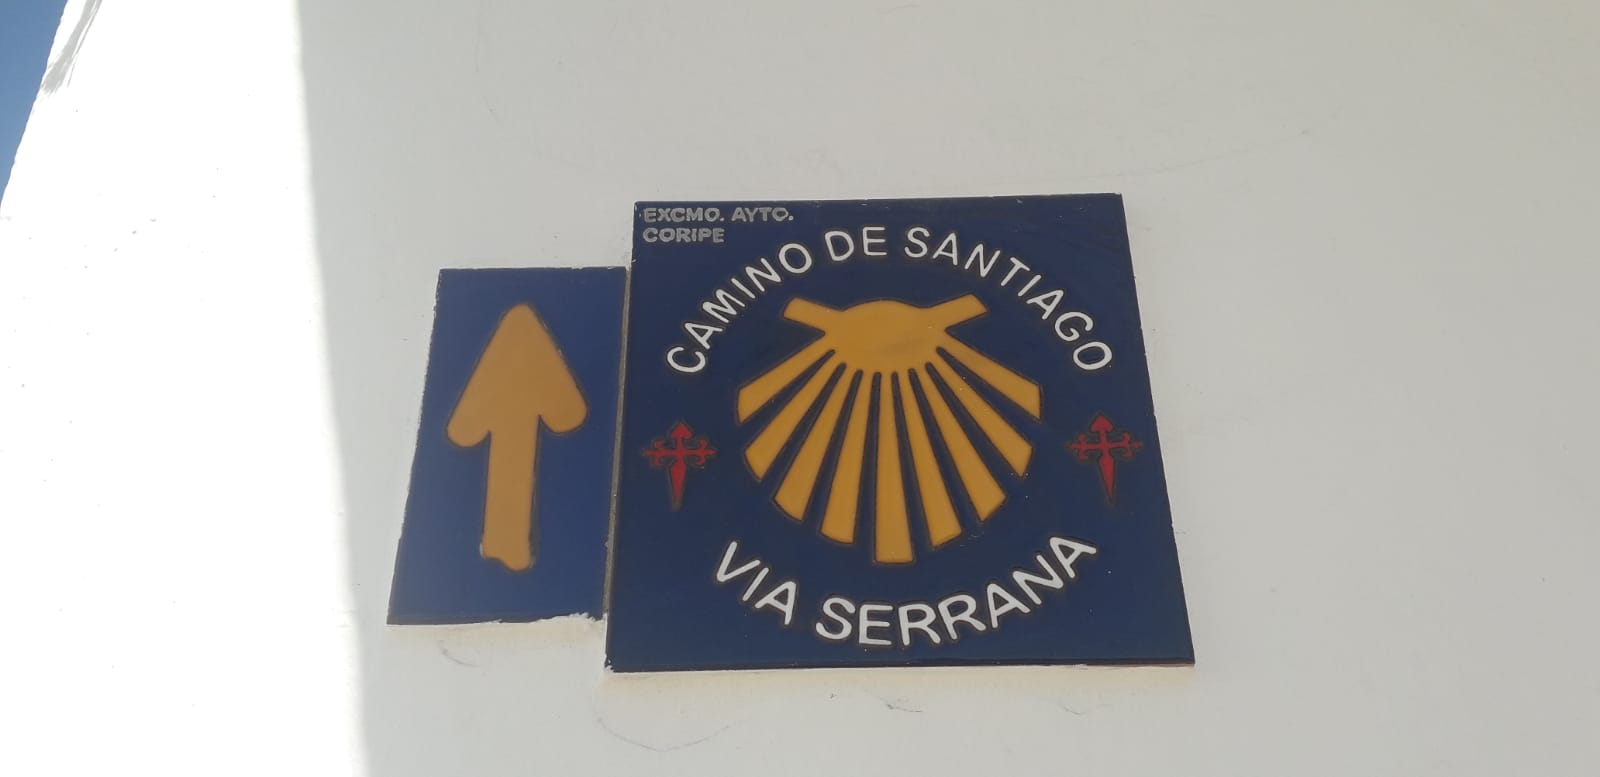 EXCMO. AYTO.
CORIPE
CAMINO DE SANTIAGO
VIA SERRANA